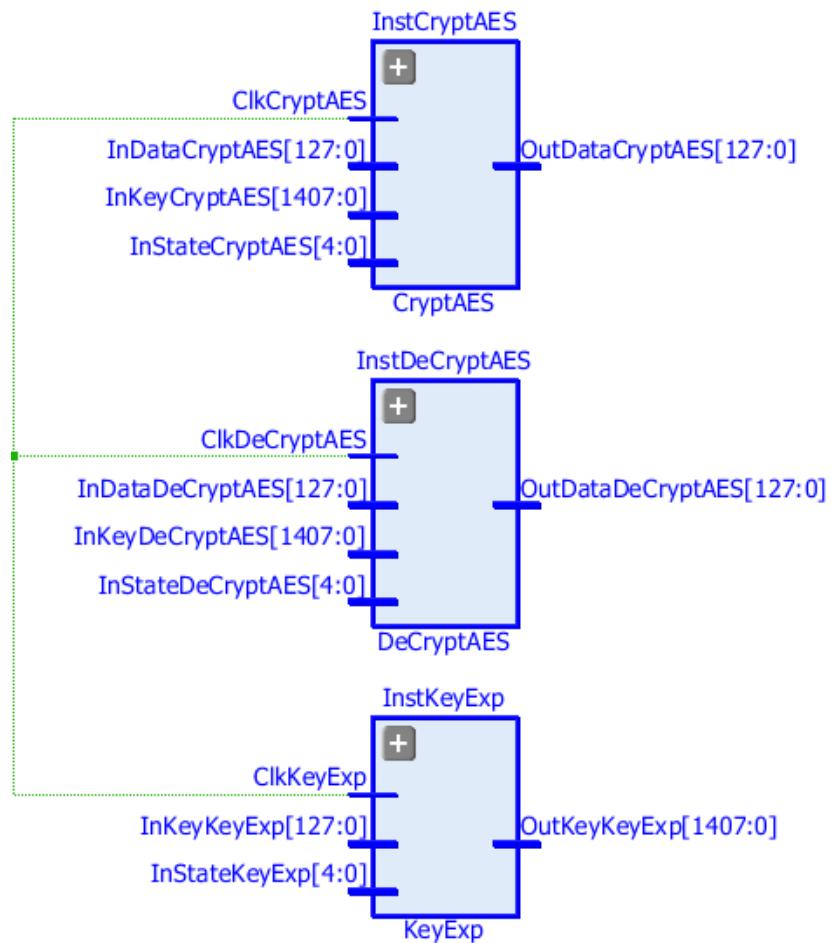 InstCryptAES
ClkCryptAES
InDataCryptAES[127:0]
OutDataCryptAES[127:0]
InKeyCryptAES[1407:0]
InStateCryptAES[4:0]
CryptAES
InstDeCryptAES
ClkDeCryptAES
InDataDeCryptAES[127:0]
OutDataDeCryptAES[127:0]
InKeyDeCryptAES[1407:0]
InStateDeCryptAES[4:0]
DeCryptAES
InstKeyExp
ClkKeyExp
InKeyKeyExp[127:0]
OutKeyKeyExp[1407:0]
InStateKeyExp[4:0]
KeyExp